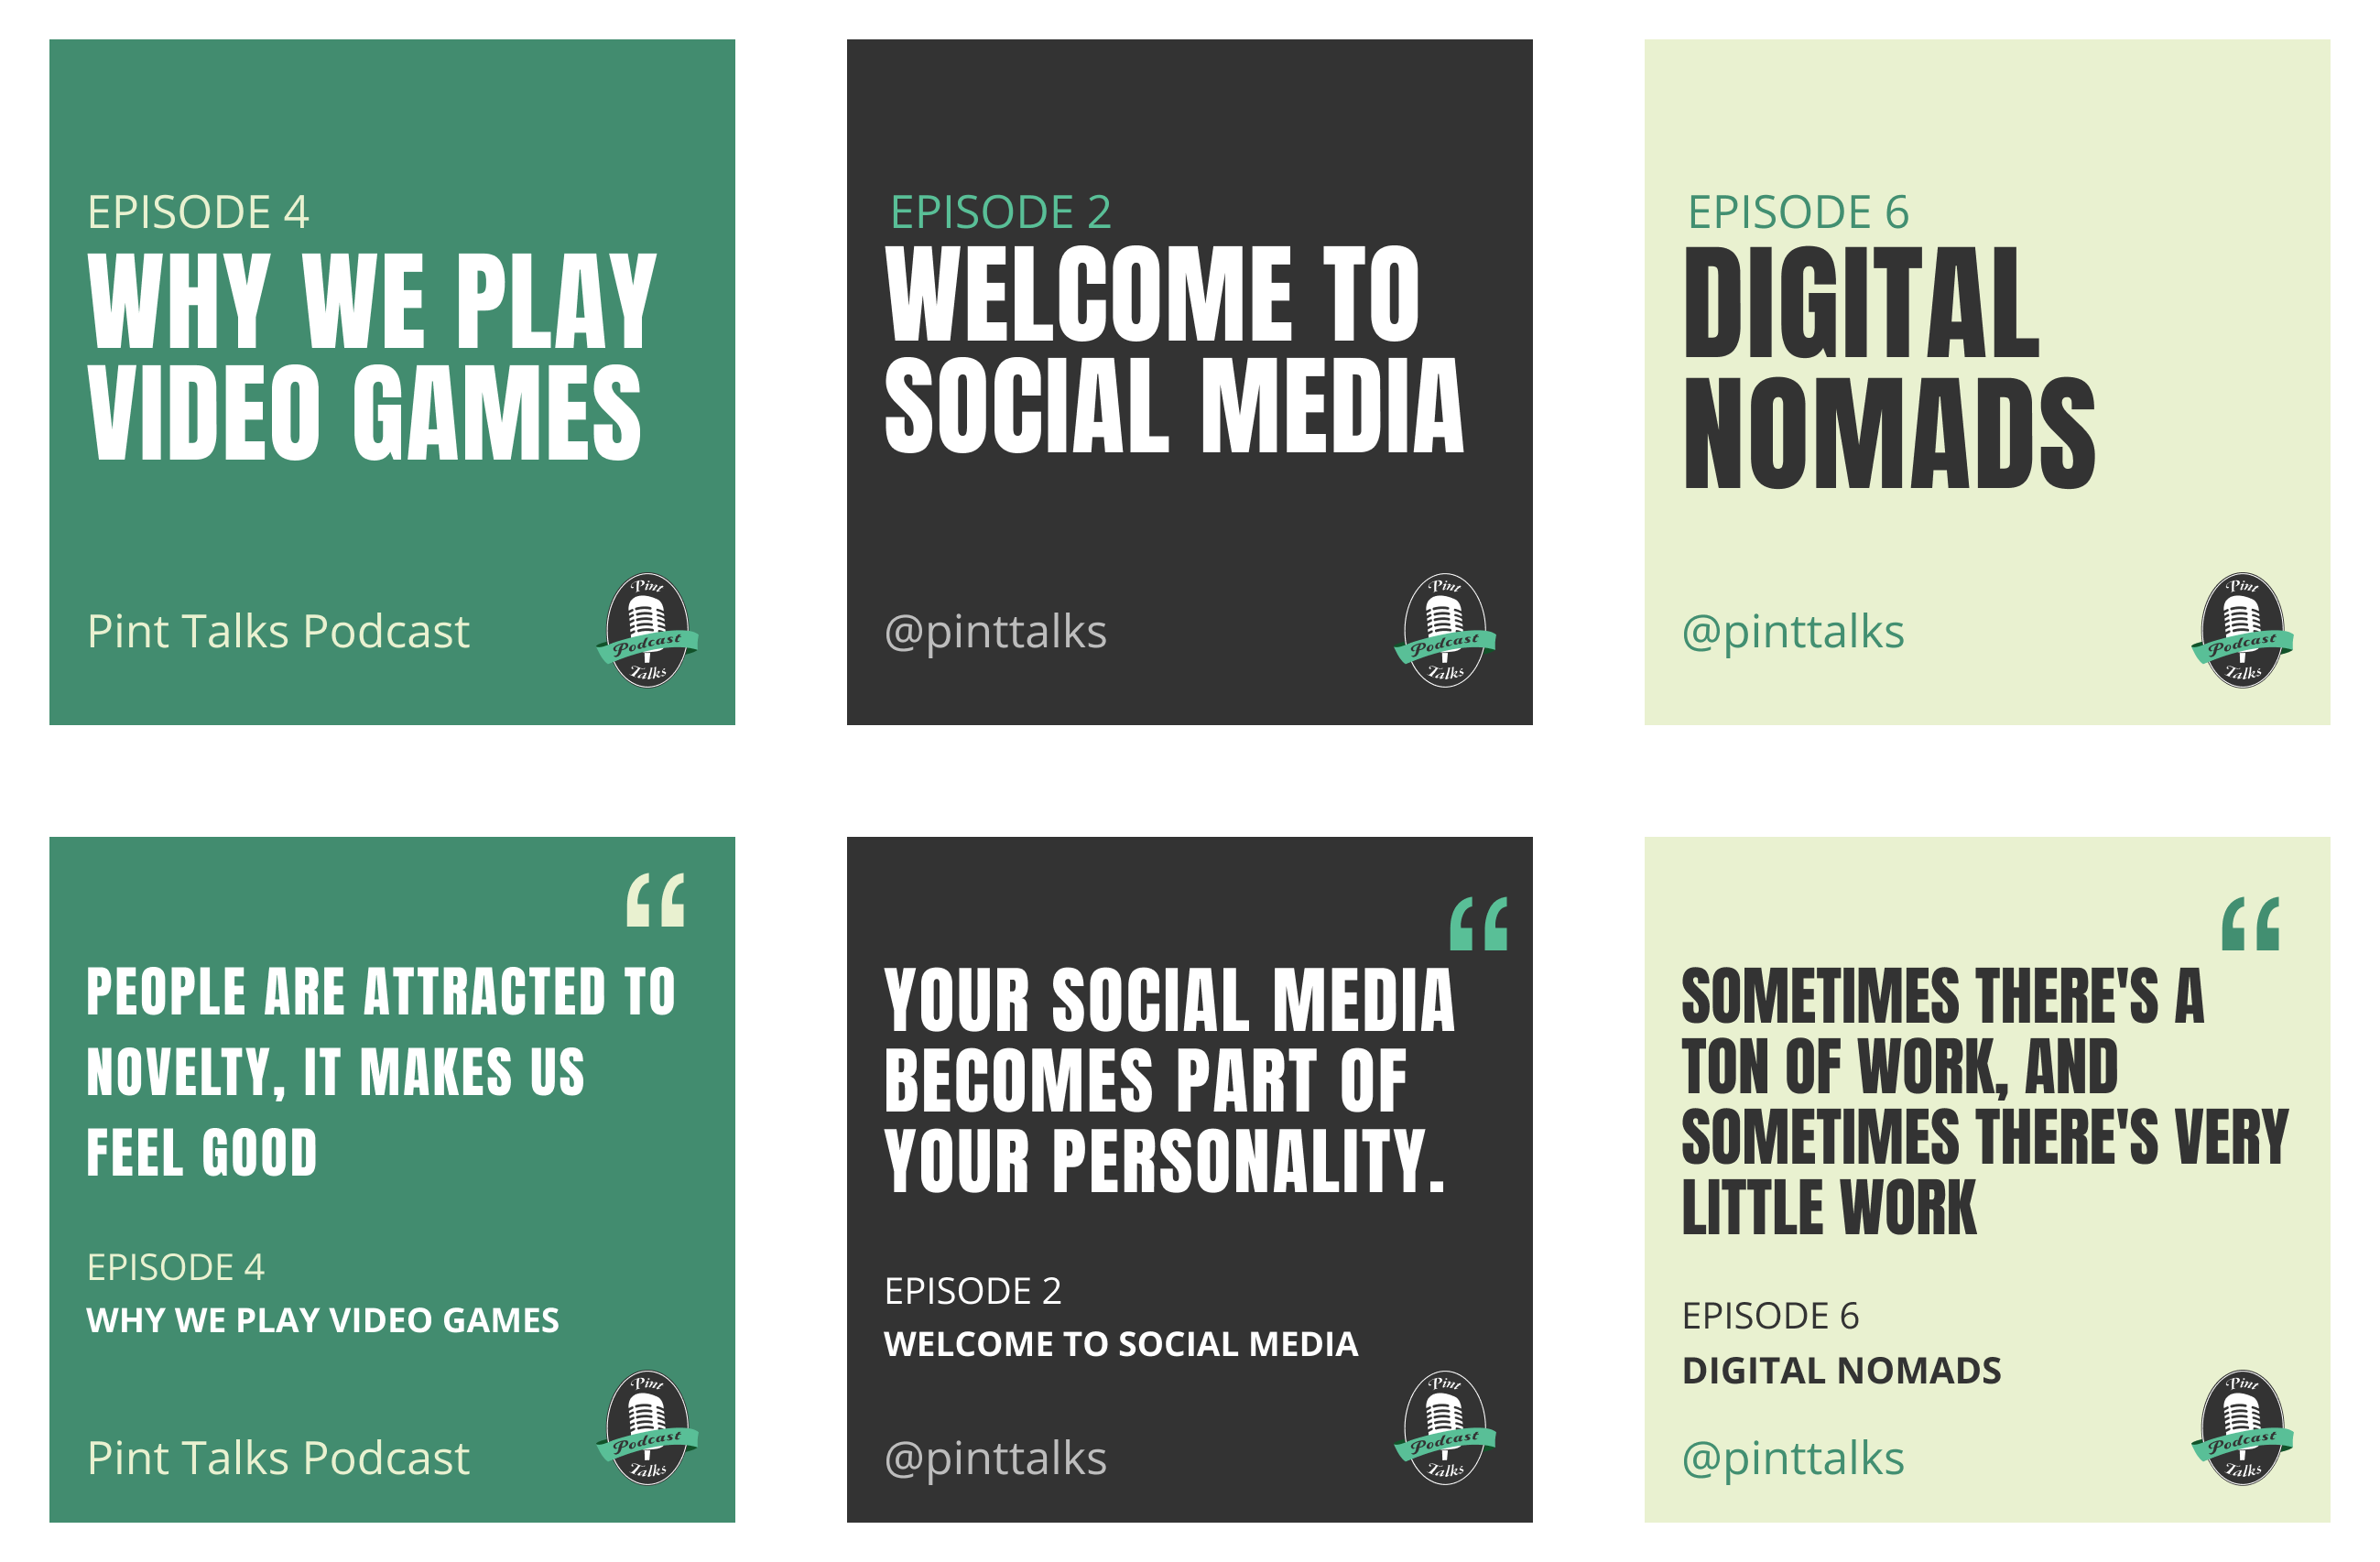 EPISODE 4
WHY WE PLAY
VIDEO GAMES
Pint Talks Podcast
Pint
Podcast
Talks
EPISODE 2
WELCOME TO
SOCIAL MEDIA
@pinttalks
Pint
Podcast
Talks
EPISODE 6
DIGITAL
NOMADS
@pinttalks
Pint
Podcast
Talks
“
PEOPLE ARE ATTRACTED TO
NOVELTY, IT MAKES US
FEEL GOOD
EPISODE 4
WHY WE PLAY VIDEO GAMES
Pint Talks Podcast
Pint
Podcast
Talks
“
YOUR SOCIAL MEDIA
BECOMES PART OF
YOUR PERSONALITY.
EPISODE 2
WELCOME TO SOCIAL MEDIA
@pinttalks
Pint
Podcast
Talks
“
SOMETIMES THERE'S A
TON OF WORK, AND
SOMETIMES THERE'S VERY
LITTLE WORK
EPISODE 6
DIGITAL NOMADS
@pinttalks
Pint
Podcast
Talks